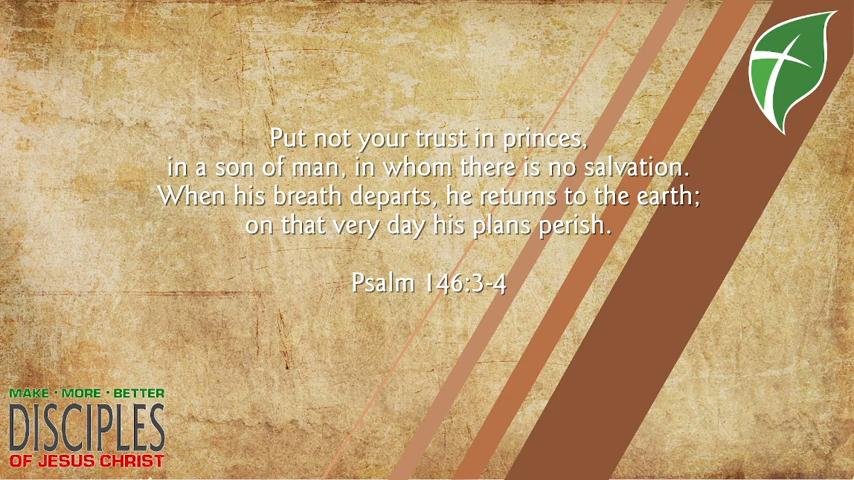 Put not your trust in princes,
in a son of man, in whom there is no salvation.
When his breath departs, he returns to the earth;
on that very day his plans perish.
Psalm 146:3-4
MAKE · MORE · BETTER
DISCIPLES
OF JESUS CHRIST